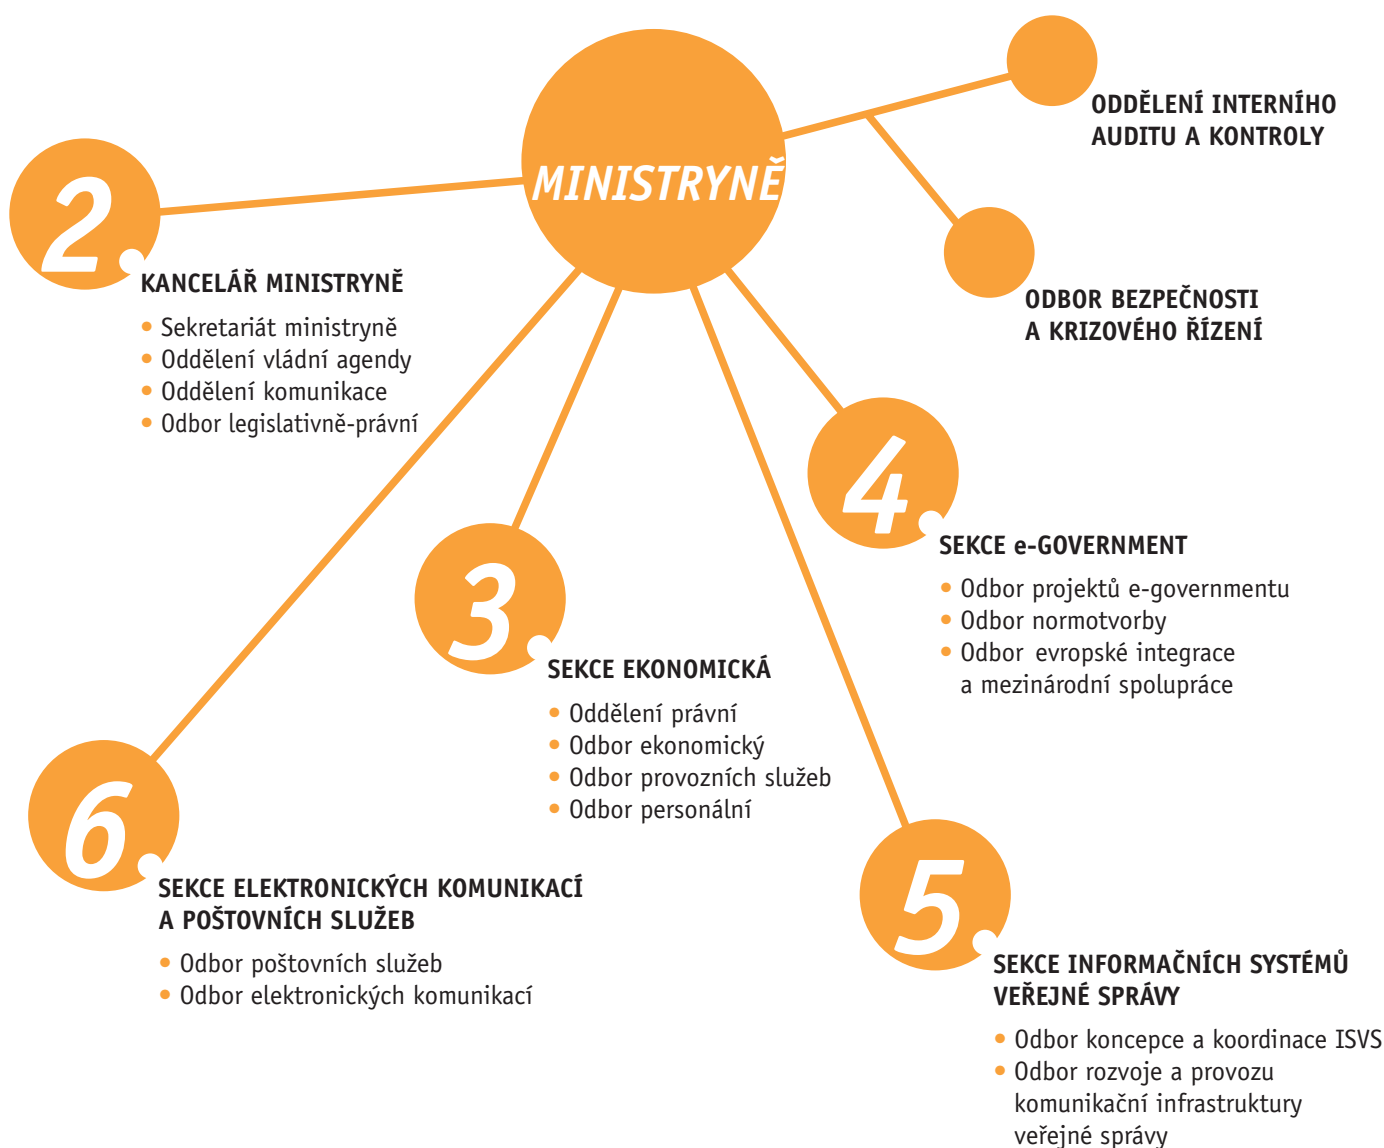 MINISTRYNĚ
ODDĚLENÍ INTERNÍHO
AUDITU A KONTROLY
ODBOR BEZPEČNOSTI
A KRIZOVÉHO ŘÍZENÍ
2.
KANCELÁŘ MINISTRYNĚ
• Sekretariát ministryně
• Oddělení vládní agendy
• Oddělení komunikace
• Odbor legislativně-právní
3.
SEKCE EKONOMICKÁ
• Oddělení právní
• Odbor ekonomický
• Odbor provozních služeb
• Odbor personální
4.
SEKCE e-GOVERNMENT
• Odbor projektů e-governmentu
• Odbor normotvorby
• Odbor evropské integrace
a mezinárodní spolupráce
5.
SEKCE INFORMAČNÍCH SYSTÉMŮ
VEŘEJNÉ SPRÁVY
• Odbor koncepce a koordinace ISVS
• Odbor rozvoje a provozu
komunikační infrastruktury
veřejné správy
6.
SEKCE ELEKTRONICKÝCH KOMUNIKACÍ
A POŠTOVNÍCH SLUŽEB
• Odbor poštovních služeb
• Odbor elektronických komunikací